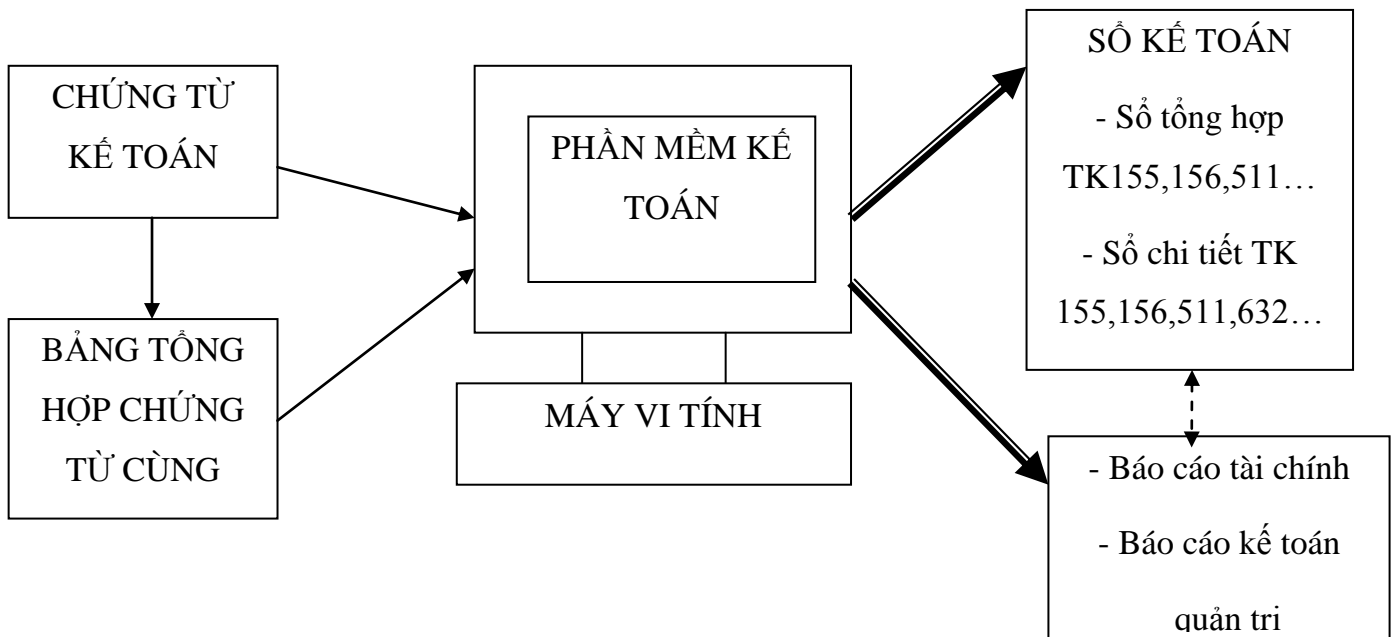 CHỨNG TỪ
KẾ TOÁN
BẢNG TỔNG
HỢP CHỨNG
TỪ CÙNG
PHẦN MỀM KẾ
TOÁN
MÁY VI TÍNH
SỔ KẾ TOÁN
- Sổ tổng hợp
TK155,156,511…
- Sổ chi tiết TK
155,156,511,632…
- Báo cáo tài chính
- Báo cáo kế toán
quản trị